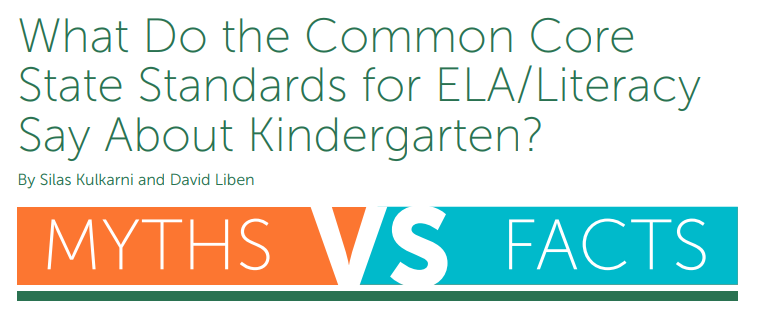 What Do the Common Core
State Standards for ELA/Literacy
Say About Kindergarten?
By Silas Kulkarni and David Liben
MYTHS VS FACTS